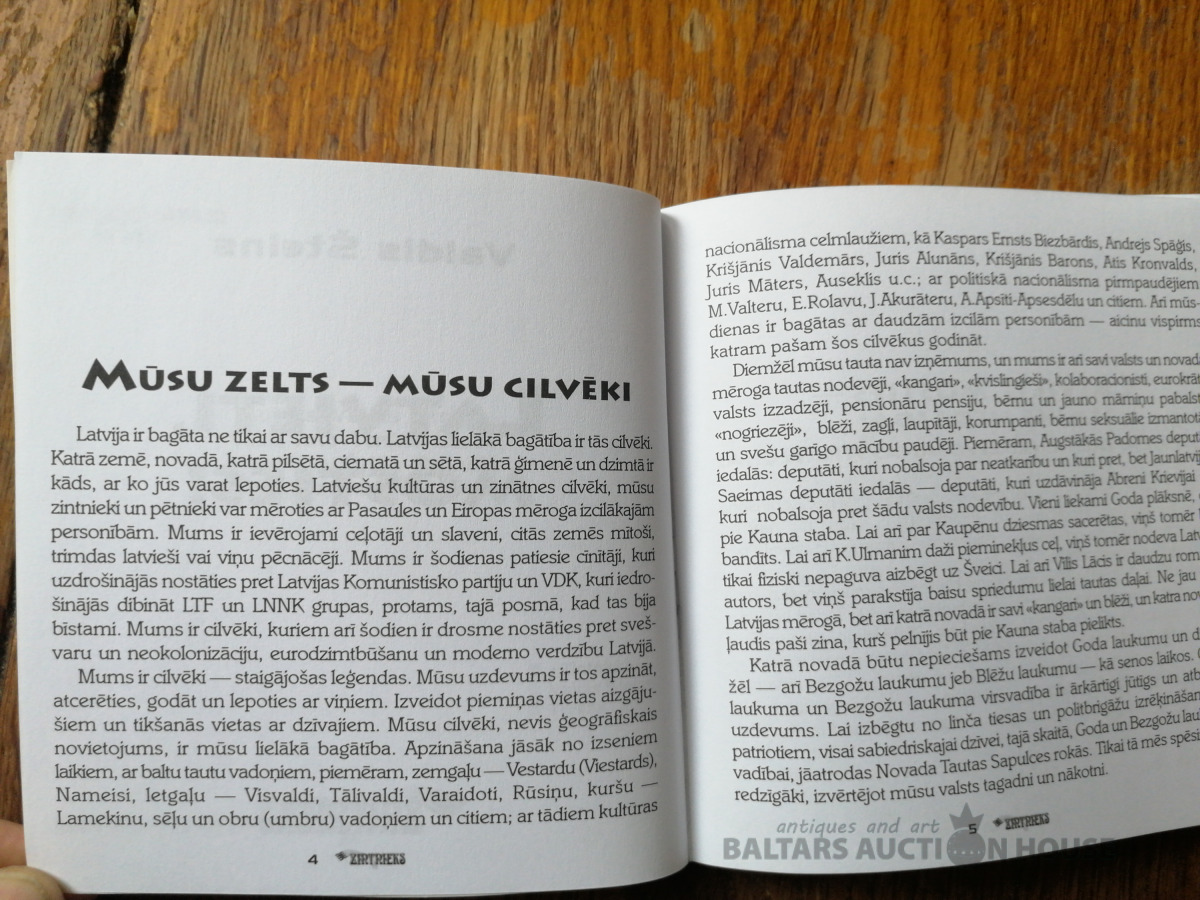 Valdis Šteins
MŪSU ZELTS — MŪSU CILVĒKI
Latvija ir bagāta ne tikai ar savu dabu. Latvijas lielākā bagātība ir tās cilvēki.
Katrā zemē, novadā, katrā pilsētā, ciematā un sētā, katrā ģimenē un dzimtā ir
kāds, ar ko jūs varat lepoties. Latviešu kultūras un zinātnes cilvēki, mūsu
zintnieki un pētnieki var mēroties ar Pasaules un Eiropas mēroga izcilākajām
personībām. Mums ir ievērojami ceļotāji un slaveni, citās zemēs mītoši,
trimdas latvieši vai viņu pēcnācēji. Mums ir šodienas patiesie cīnītāji, kuri
uzdrošinājās nostāties pret Latvijas Komunistisko partiju un VDK, kuri iedro-
šinājās dibināt LTF un LNNK grupas, protams, tajā posmā, kad tas bija
bīstami. Mums ir cilvēki, kuriem arī šodien ir drosme nostāties pret sveš-
varu un neokolonizāciju, eurodzimtbūšanu un moderno verdzību Latvijā.
Mums ir cilvēki — staigājošas leģendas. Mūsu uzdevums ir tos apzināt,
atcerēties, godāt un lepoties ar viņiem. Izveidot piemiņas vietas aizgāju-
šiem un tikšanās vietas ar dzīvajiem. Mūsu cilvēki, nevis ģeogrāfiskais
novietojums, ir mūsu lielākā bagātība. Apzināšana jāsāk no izseniem
laikiem, ar baltu tautu vadoņiem, piemēram, zemgaļu — Vestardu (Viestards),
Nameisi, letgaļu — Visvaldi, Tālivaldi, Varaidoti, Rūsiņu, kuršu —
Lamekinu, sēļu un obru (umbru) vadoņiem un citiem; ar tādiem kultūras
4 ZIRTRIEKS
nacionālisma celmlaužiem, kā Kaspars Ernsts Biezbārdis, Andrejs Spāģis,
Krišjānis Valdemārs, Juris Alunāns, Krišjānis Barons, Atis Kronvalds,
Juris Māters, Auseklis u.c.; ar politiskā nacionālisma pirmpaudējiem
M.Valteru, E.Rolavu, J.Akurāteru, A.Apsīti-Apsesdēlu un citiem. Arī mūs-
dienas ir bagātas ar daudzām izcilām personībām — aicinu vispirms
katram pašam šos cilvēkus godināt.
Diemžēl mūsu tauta nav izņēmums, un mums ir arī savi valsts un novada
mēroga tautas nodevēji, «kangari», «kvislingieši», kolaboracionisti, eurokrāt
valsts izzadzēji, pensionāru pensiju, bērnu un jauno māmiņu pabalst
«nogriezēji», blēži, zagļi, laupītāji, korumpanti, bērnu seksuālie izmantot
un svešu garīgo mācību paudēji. Piemēram, Augstākās Padomes deput
iedalās: deputāti, kuri nobalsoja par neatkarību un kuri pret, bet Jaunlatvij
Saeimas deputāti iedalās — deputāti, kuri uzdāvināja Abreni Krievijai
kuri nobalsoja pret šādu valsts nodevību. Vieni liekami Goda plāksnē,
pie Kauna staba. Lai arī par Kaupēnu dziesmas sacerētas, viņš tomēr
bandīts. Lai arī K.Ulmanim daži pieminekļus ceļ, viņš tomēr nodeva Latv
tikai fiziski nepaguva aizbēgt uz Šveici. Lai arī Vilis Lācis ir daudzu rom
autors, bet viņš parakstīja baisu spriedumu lielai tautas daļai. Ne jau
Latvijas mērogā, bet arī katrā novadā ir savi «kangari» un blēži, un katra nov
ļaudis paši zina, kurš pelnījis būt pie Kauna staba pielikts.
Katrā novadā būtu nepieciešams izveidot Goda laukumu un d
žēl — arī Bezgožu laukumu jeb Blēžu laukumu — kā senos laikos.
laukuma un Bezgožu laukuma virsvadība ir ārkārtīgi jūtīgs un atb
uzdevums. Lai izbēgtu no linča tiesas un politbrigāžu izrēķināšan
patriotiem, visai sabiedriskajai dzīvei, tajā skaitā, Goda un Bezgožu lau
vadībai, jāatrodas Novada Tautas Sapulces rokās. Tikai tā mēs spēsi
redzīgāki, izvērtējot mūsu valsts tagadni un nākotni.
5 ZIRTRIEKS
antiques and art
BALTARS AUCTION HOUSE